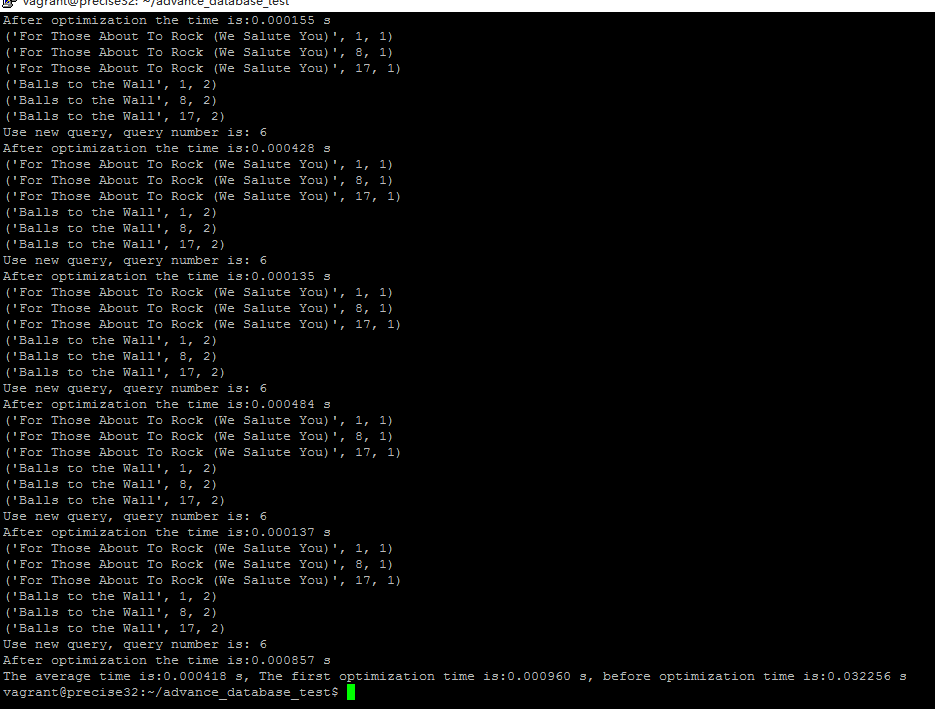 vagrant@precise32: ~/advance_database_test
After optimization the time is:0.000155 s
('For Those About To Rock (We Salute You)', 1, 1)
('For Those About To Rock (We Salute You)', 8, 1)
('For Those About To Rock (We Salute You)', 17, 1)
('Balls to the Wall', 1, 2)
('Balls to the Wall', 8, 2)
('Balls to the Wall', 17, 2)
Use new query, query number is: 6
After optimization the time is:0.000428 s
('For Those About To Rock (We Salute You)', 1, 1)
('For Those About To Rock (We Salute You)', 8, 1)
('For Those About To Rock (We Salute You)', 17, 1)
('Balls to the Wall', 1, 2)
('Balls to the Wall', 8, 2)
('Balls to the Wall', 17, 2)
Use new query, query number is: 6
After optimization the time is:0.000135 s
('For Those About To Rock (We Salute You)', 1, 1)
('For Those About To Rock (We Salute You)', 8, 1)
('For Those About To Rock (We Salute You)', 17, 1)
('Balls to the Wall', 1, 2)
('Balls to the Wall', 8, 2)
('Balls to the Wall', 17, 2)
Use new query, query number is: 6
After optimization the time is:0.000484 s
('For Those About To Rock (We Salute You)', 1, 1)
('For Those About To Rock (We Salute You)', 8, 1)
('For Those About To Rock (We Salute You)', 17, 1)
('Balls to the Wall', 1, 2)
('Balls to the Wall', 8, 2)
('Balls to the Wall', 17, 2)
Use new query, query number is: 6
After optimization the time is:0.000137 s
('For Those About To Rock (We Salute You)', 1, 1)
('For Those About To Rock (We Salute You)', 8, 1)
('For Those About To Rock (We Salute You)', 17, 1)
('Balls to the Wall', 1, 2)
('Balls to the Wall', 8, 2)
('Balls to the Wall', 17, 2)
Use new query, query number is: 6
After optimization the time is:0.000857 s
The average time is:0.000418 s, The first optimization time is:0.000960 s, before optimization time is:0.032256 s
vagrant@precise32:~/advance_database_test$